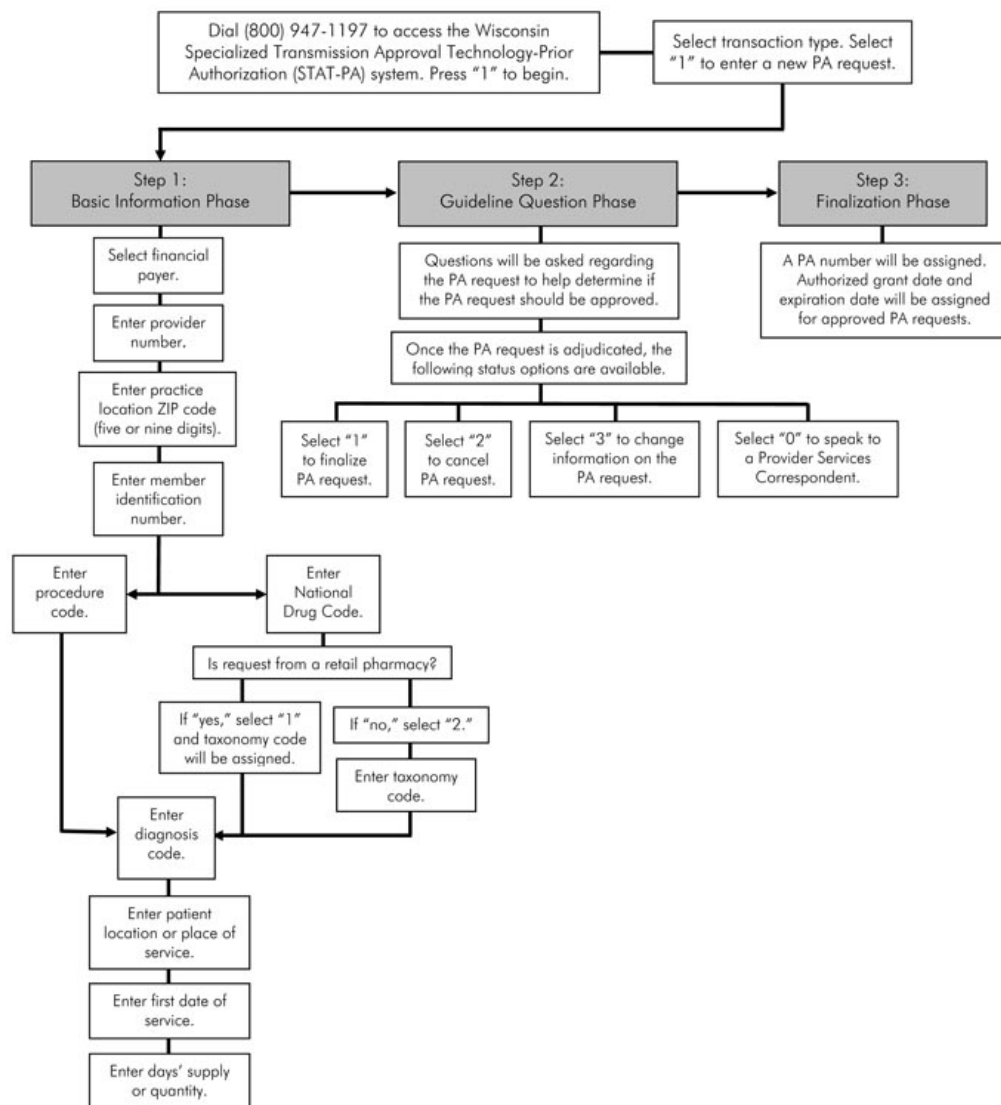 Dial (800) 947-1197 to access the Wisconsin
Specialized Transmission Approval Technology-Prior
Authorization (STAT-PA) system. Press “1” to begin.
Select transaction type. Select
“1” to enter a new PA request.
Step 1:
Basic Information Phase
Step 2:
Guideline Question Phase
Step 3:
Finalization Phase
Select financial
payer.
Enter provider
number.
Enter practice
location ZIP code
(five or nine digits).
Enter member
identification
number.
Questions will be asked regarding
the PA request to help determine if
the PA request should be approved.
Once the PA request is adjudicated, the
following status options are available.
Select “1”
to finalize
PA request.
Select “2”
to cancel
PA request.
Select “3” to change
information on the
PA request.
Select “0” to speak to
a Provider Services
Correspondent.
A PA number will be assigned.
Authorized grant date and
expiration date will be assigned
for approved PA requests.
Enter
procedure
code.
Enter
National
Drug Code.
Is request from a retail pharmacy?
If “yes,” select “1”
and taxonomy code
will be assigned.
If “no,” select “2.”
Enter taxonomy
code.
Enter
diagnosis
code.
Enter patient
location or place of
service.
Enter first date of
service.
Enter days’ supply
or quantity.